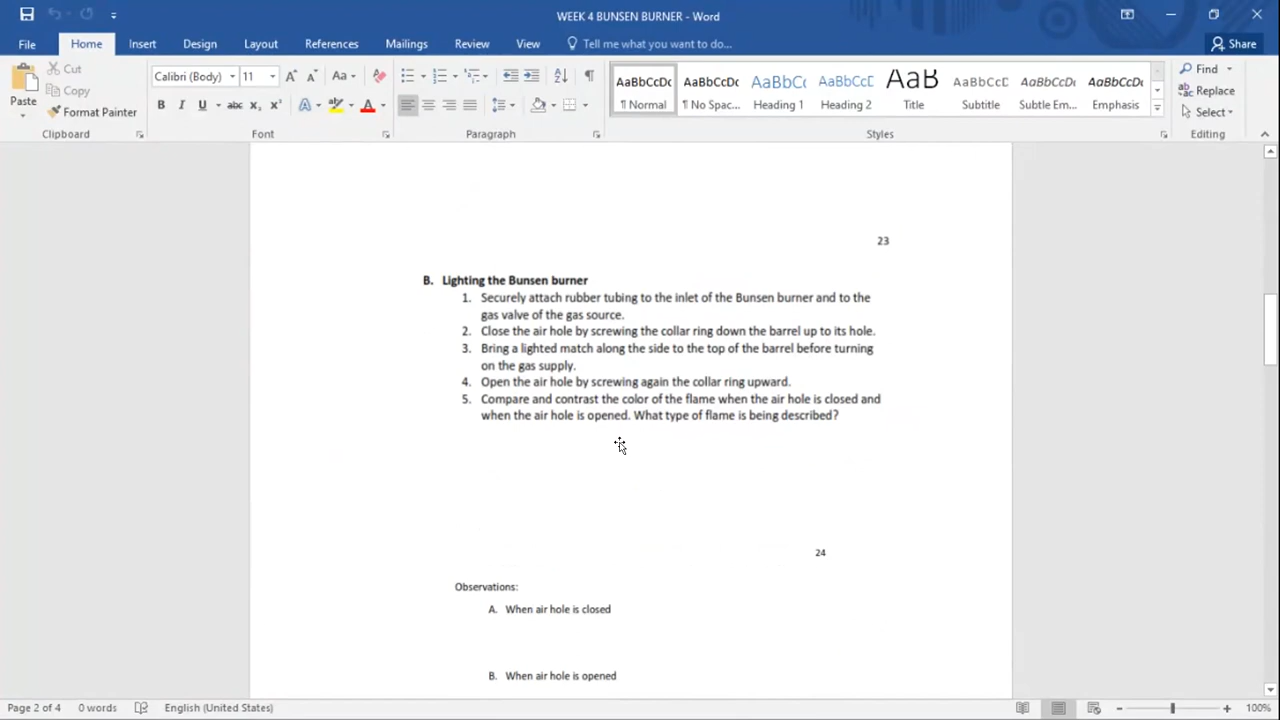 WEEK 4 BUNSEN BURNER - Word
File Home Insert Design Layout References Mailings Review View Tell me what you want to do... Share
Paste
Cut
Copy
Format Painter
Clipboard
Calibri (Body) 11
Font
Paragraph
AaBbCcDc AaBbCcDc AaBbC( AaBbCcE AaB AaBbCcC AaBbCcDc AaBbCcDc
¶ Normal ¶ No Spac... Heading 1 Heading 2 Title Subtitle Subtle Em... Emphasis
Styles
Find
Replace
Select
Editing
23
B. Lighting the Bunsen burner
1. Securely attach rubber tubing to the inlet of the Bunsen burner and to the
gas valve of the gas source.
2. Close the air hole by screwing the collar ring down the barrel up to its hole.
3. Bring a lighted match along the side to the top of the barrel before turning
on the gas supply.
4. Open the air hole by screwing again the collar ring upward.
5. Compare and contrast the color of the flame when the air hole is closed and
when the air hole is opened. What type of flame is being described?
24
Observations:
A. When air hole is closed
B. When air hole is opened
Page 2 of 4 0 words English (United States) 100%